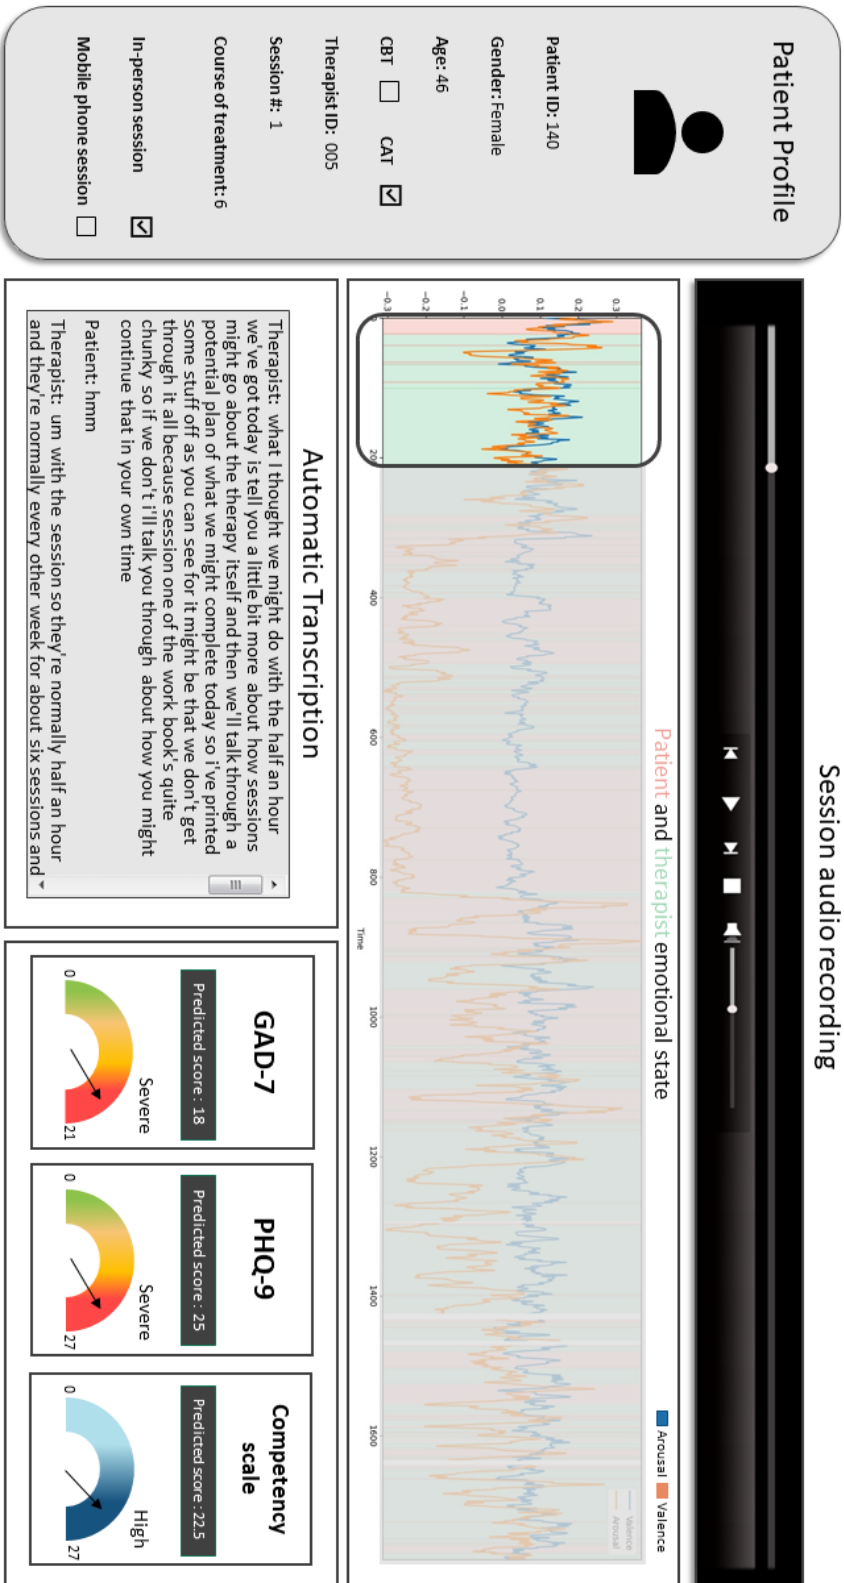 Patient Profile
Patient ID: 140
Gender: Female
Age: 46
CBT CAT
Therapist ID: 005
Session #: 1
Course of treatment: 6
In-person session
Mobile phone session
Session audio recording
Patient and therapist emotional state
Arousal Valence
0.3
0.2
0.1
0.0
−0.1
−0.2
−0.3
0 200 400 600 800 1000 1200 1400 1600
Time
Valence
Arousal
Automatic Transcription
Therapist: what I thought we might do with the half an hour
we've got today is tell you a little bit more about how sessions
might go about the therapy itself and then we'll talk through a
potential plan of what we might complete today so i've printed
some stuff off as you can see for it might be that we don't get
through it all because session one of the work book's quite
chunky so if we don't i'll talk you through about how you might
continue that in your own time
Patient: hmm
Therapist: um with the session so they're normally half an hour
and they're normally every other week for about six sessions and
GAD-7
Predicted score : 18
Severe
0 21
PHQ-9
Predicted score : 25
Severe
0 27
Competency
scale
Predicted score : 22.5
High
0 27